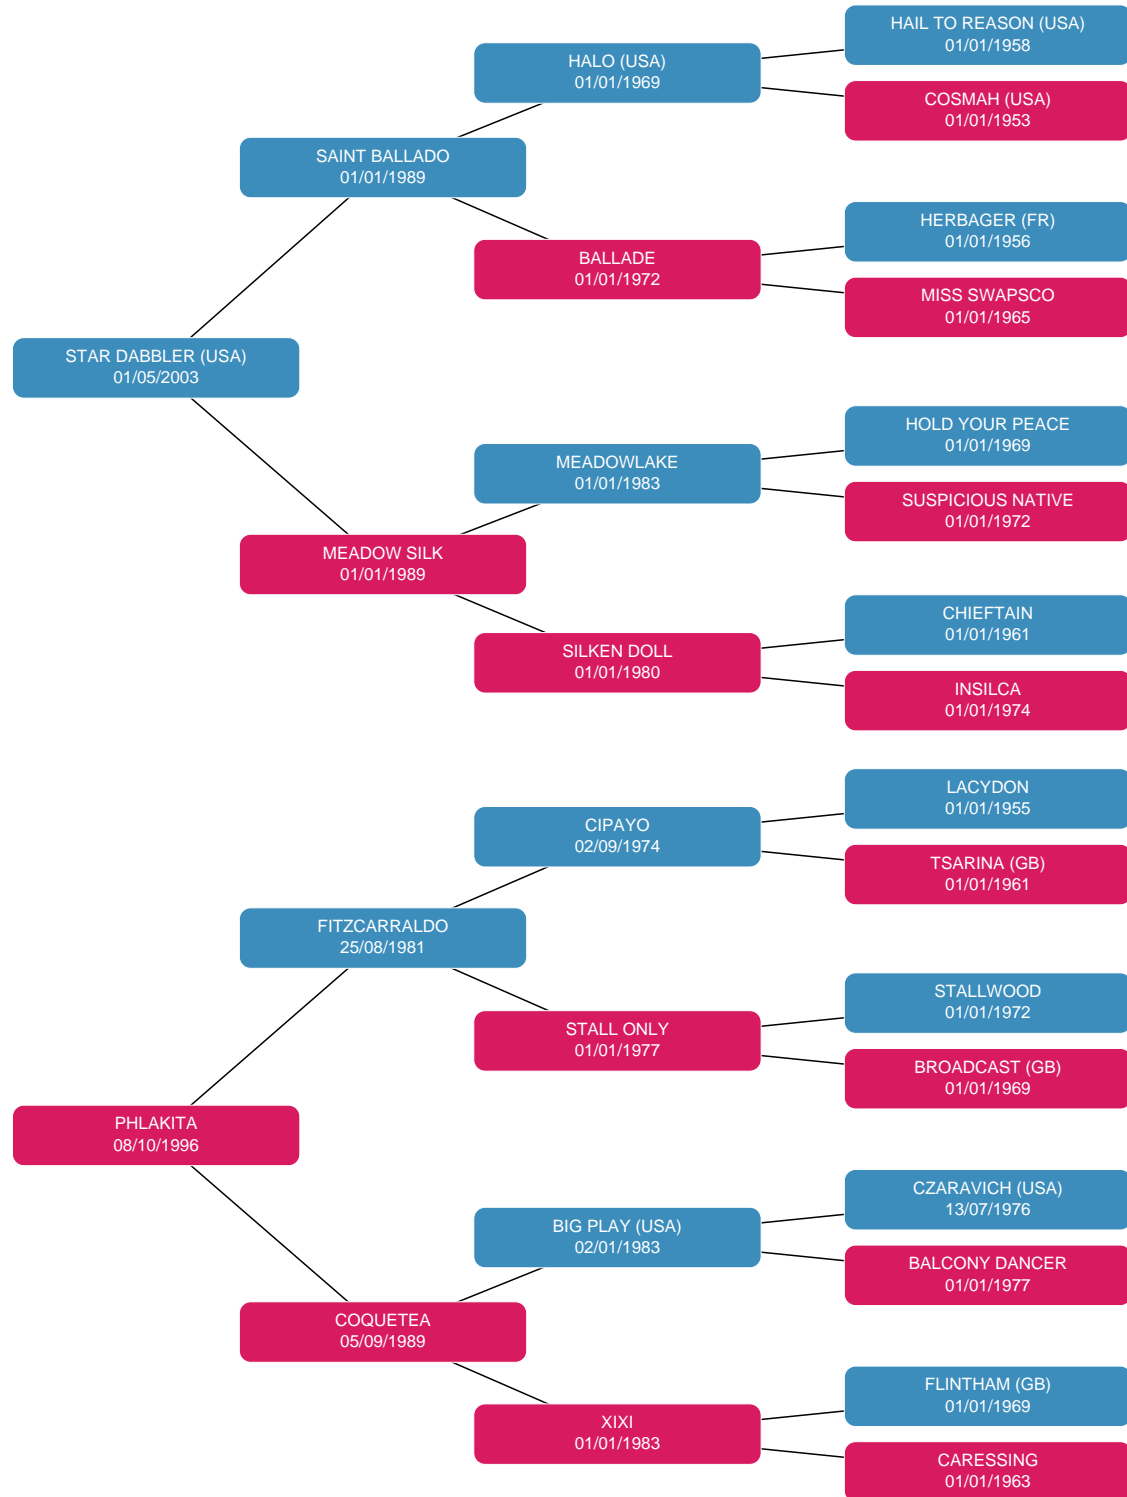 HAIL TO REASON (USA)
01/01/1958
HALO (USA)
01/01/1969
COSMAH (USA)
01/01/1953
SAINT BALLADO
01/01/1989
HERBAGER (FR)
01/01/1956
BALLADE
01/01/1972
MISS SWAPSCO
01/01/1965
STAR DABBLER (USA)
01/05/2003
HOLD YOUR PEACE
01/01/1969
MEADOWLAKE
01/01/1983
SUSPICIOUS NATIVE
01/01/1972
MEADOW SILK
01/01/1989
CHIEFTAIN
01/01/1961
SILKEN DOLL
01/01/1980
INSILCA
01/01/1974
LACYDON
01/01/1955
CIPAYO
02/09/1974
TSARINA (GB)
01/01/1961
FITZCARRALDO
25/08/1981
STALLWOOD
01/01/1972
STALL ONLY
01/01/1977
BROADCAST (GB)
01/01/1969
PHLAKITA
08/10/1996
CZARAVICH (USA)
13/07/1976
BIG PLAY (USA)
02/01/1983
BALCONY DANCER
01/01/1977
COQUETEA
05/09/1989
FLINTHAM (GB)
01/01/1969
XIXI
01/01/1983
CARESSING
01/01/1963